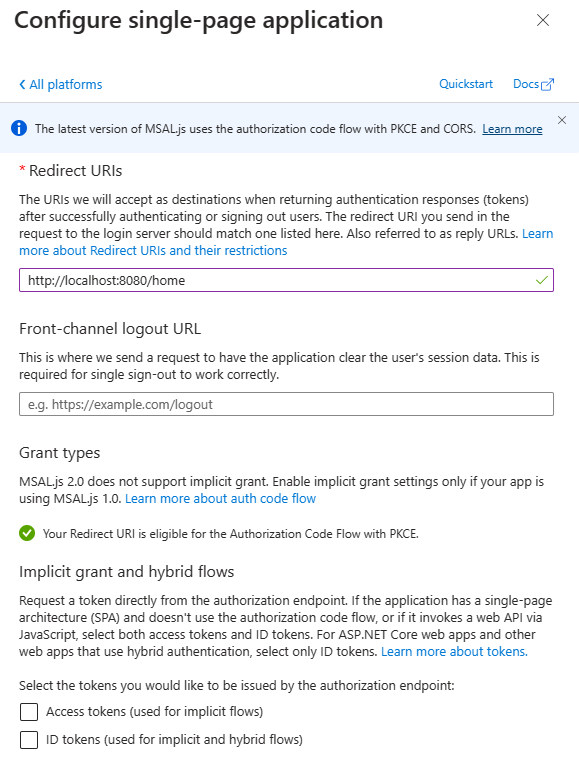 Configure single-page application
All platforms
Quickstart
Docs
The latest version of MSAL.js uses the authorization code flow with PKCE and CORS. Learn more
* Redirect URIs
The URIs we will accept as destinations when returning authentication responses (tokens)
after successfully authenticating or signing out users. The redirect URI you send in the
request to the login server should match one listed here. Also referred to as reply URLs. Learn
more about Redirect URIs and their restrictions
http://localhost:8080/home
Front-channel logout URL
This is where we send a request to have the application clear the user's session data. This is
required for single sign-out to work correctly.
e.g. https://example.com/logout
Grant types
MSAL.js 2.0 does not support implicit grant. Enable implicit grant settings only if your app is
using MSAL.js 1.0. Learn more about auth code flow
Your Redirect URI is eligible for the Authorization Code Flow with PKCE.
Implicit grant and hybrid flows
Request a token directly from the authorization endpoint. If the application has a single-page
architecture (SPA) and doesn't use the authorization code flow, or if it invokes a web API via
JavaScript, select both access tokens and ID tokens. For ASP.NET Core web apps and other
web apps that use hybrid authentication, select only ID tokens. Learn more about tokens.
Select the tokens you would like to be issued by the authorization endpoint:
Access tokens (used for implicit flows)
ID tokens (used for implicit and hybrid flows)